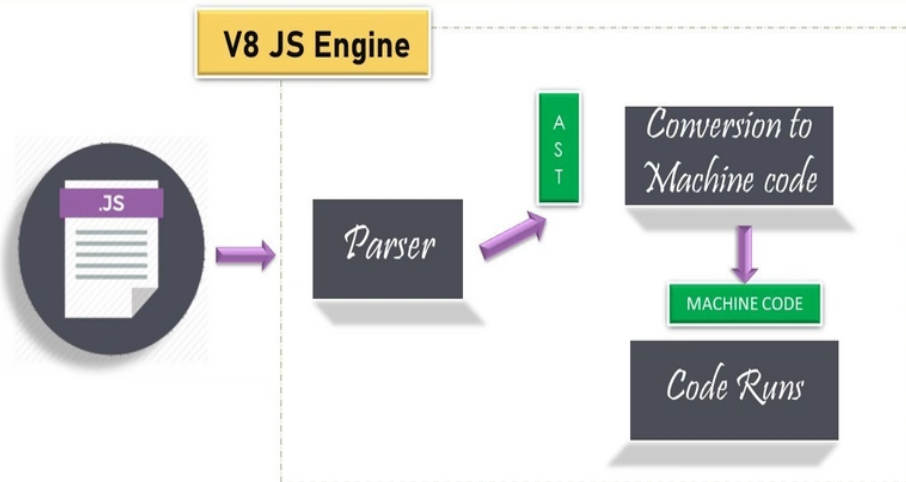 V8 JS Engine
.JS
Parser
A
S
T
Conversion to
Machine code
MACHINE CODE
Code Runs